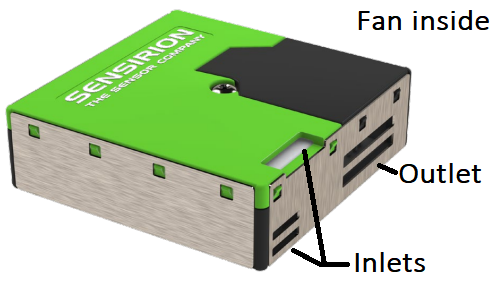 Fan inside
SENSIRION
THE SENSOR COMPANY
Outlet
Inlets